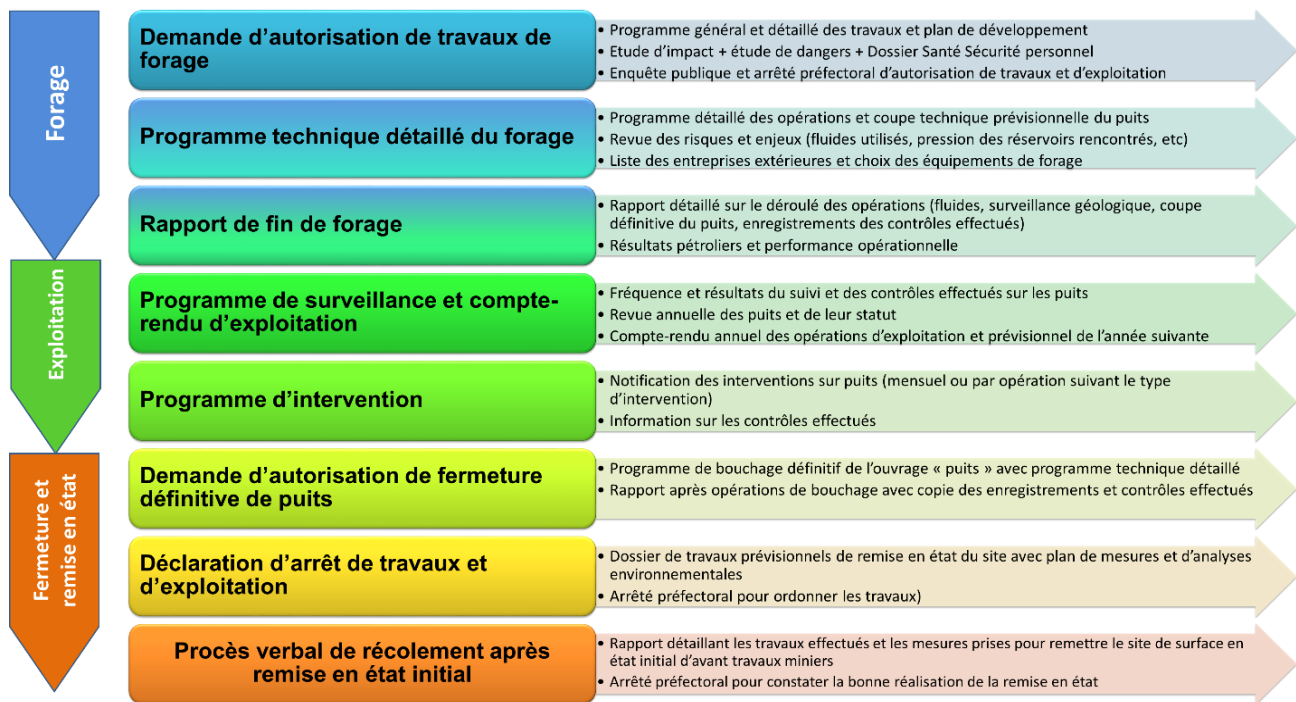 Forage
Demande d’autorisation de travaux de
forage
• Programme général et détaillé des travaux et plan de développement
• Etude d’impact + étude de dangers + Dossier Santé Sécurité personnel
• Enquête publique et arrêté préfectoral d’autorisation de travaux et d’exploitation
Programme technique détaillé du forage
• Programme détaillé des opérations et coupe technique prévisionnelle du puits
• Revue des risques et enjeux (fluides utilisés, pression des réservoirs rencontrés, etc)
• Liste des entreprises extérieures et choix des équipements de forage
Rapport de fin de forage
• Rapport détaillé sur le déroulé des opérations (fluides, surveillance géologique, coupe
définitive du puits, enregistrements des contrôles effectués)
• Résultats pétroliers et performance opérationnelle
Exploitation
Programme de surveillance et compte-
rendu d’exploitation
• Fréquence et résultats du suivi et des contrôles effectués sur les puits
• Revue annuelle des puits et de leur statut
• Compte-rendu annuel des opérations d’exploitation et prévisionnel de l’année suivante
Programme d’intervention
• Notification des interventions sur puits (mensuel ou par opération suivant le type
d’intervention)
• Information sur les contrôles effectués
Fermeture et
remise en état
Demande d’autorisation de fermeture
définitive de puits
• Programme de bouchage définitif de l’ouvrage « puits » avec programme technique détaillé
• Rapport après opérations de bouchage avec copie des enregistrements et contrôles effectués
Déclaration d’arrêt de travaux et
d’exploitation
• Dossier de travaux prévisionnels de remise en état du site avec plan de mesures et d’analyses
environnementales
• Arrêté préfectoral pour ordonner les travaux)
Procès verbal de récolement après
remise en état initial
• Rapport détaillant les travaux effectués et les mesures prises pour remettre le site de surface en
état initial d’avant travaux miniers
• Arrêté préfectoral pour constater la bonne réalisation de la remise en état